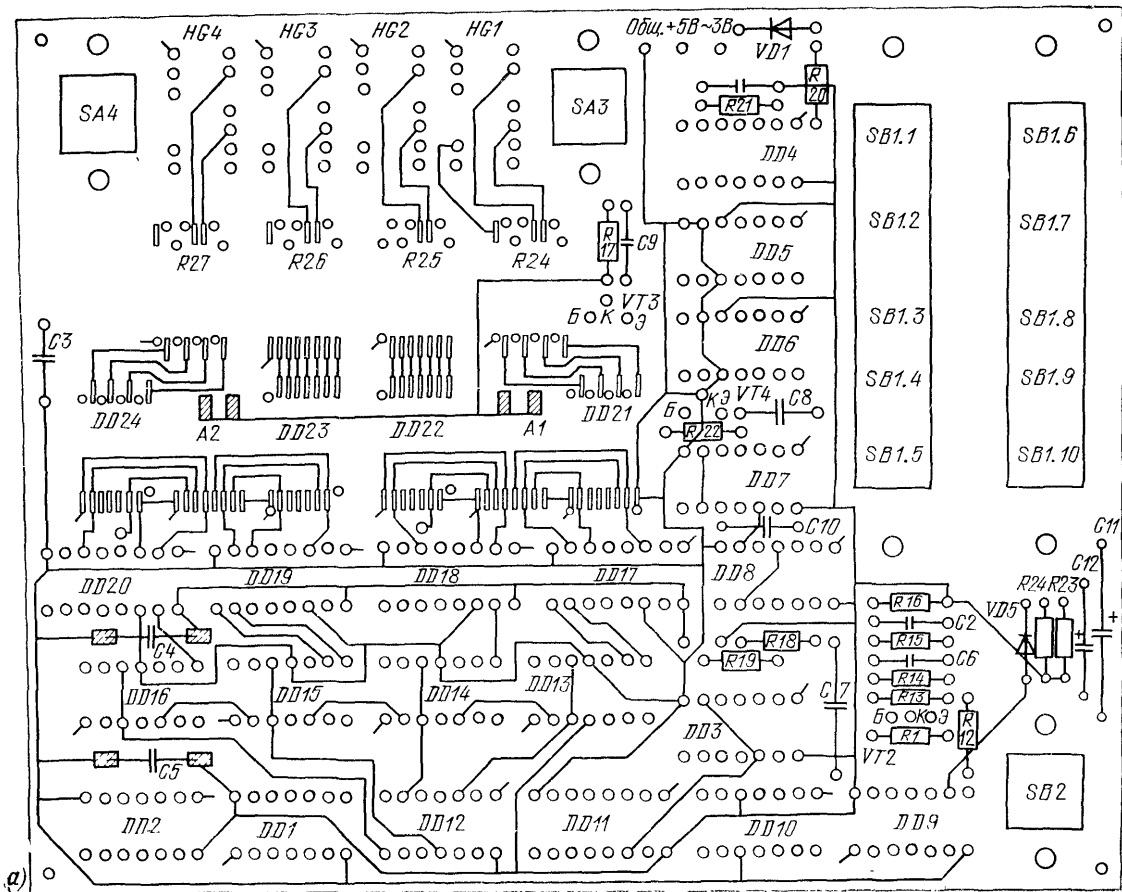 HG4 HG3 HG2 HG1 Общ. +5В ~3В
VD1
R
20
SA4 SA3
R21
SB1.1 SB1.6
DD4
SB1.2 SB1.7
R
17
C9
DD5
R27 R26 R25 R24
VT3
Б К Э
SB1.3 SB1.8
C3
DD6
SB1.4 SB1.9
VT4
DD24 DD21
Б К Э C8
A2 DD23 DD22 A1
R22
SB1.5 SB1.10
DD7
C10
C11
DD20 DD19 DD18 DD17 DD8
C12
R24 R23
VD5
R16
C2
C4
R18
R15
R19
C6
DD16 DD15 DD14 DD13
R14
R13
C17
Б К Э
R
12
DD3
R1
VT2
C5
SB2
DD2 DD1 DD12 DD11 DD10 DD9
+
+
а)